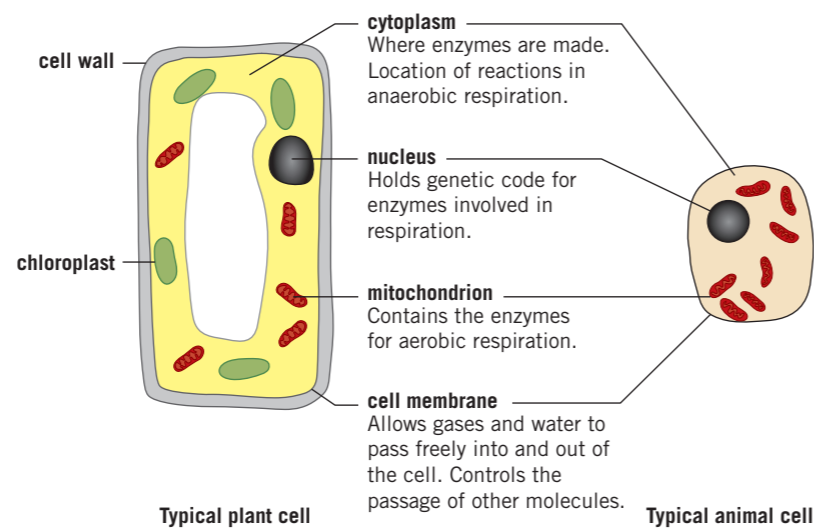 cytoplasm
Where enzymes are made.
Location of reactions in
anaerobic respiration.
cell wall
nucleus
Holds genetic code for
enzymes involved in
respiration.
chloroplast
mitochondrion
Contains the enzymes
for aerobic respiration.
cell membrane
Allows gases and water to
pass freely into and out of
the cell. Controls the
passage of other molecules.
Typical plant cell
Typical animal cell